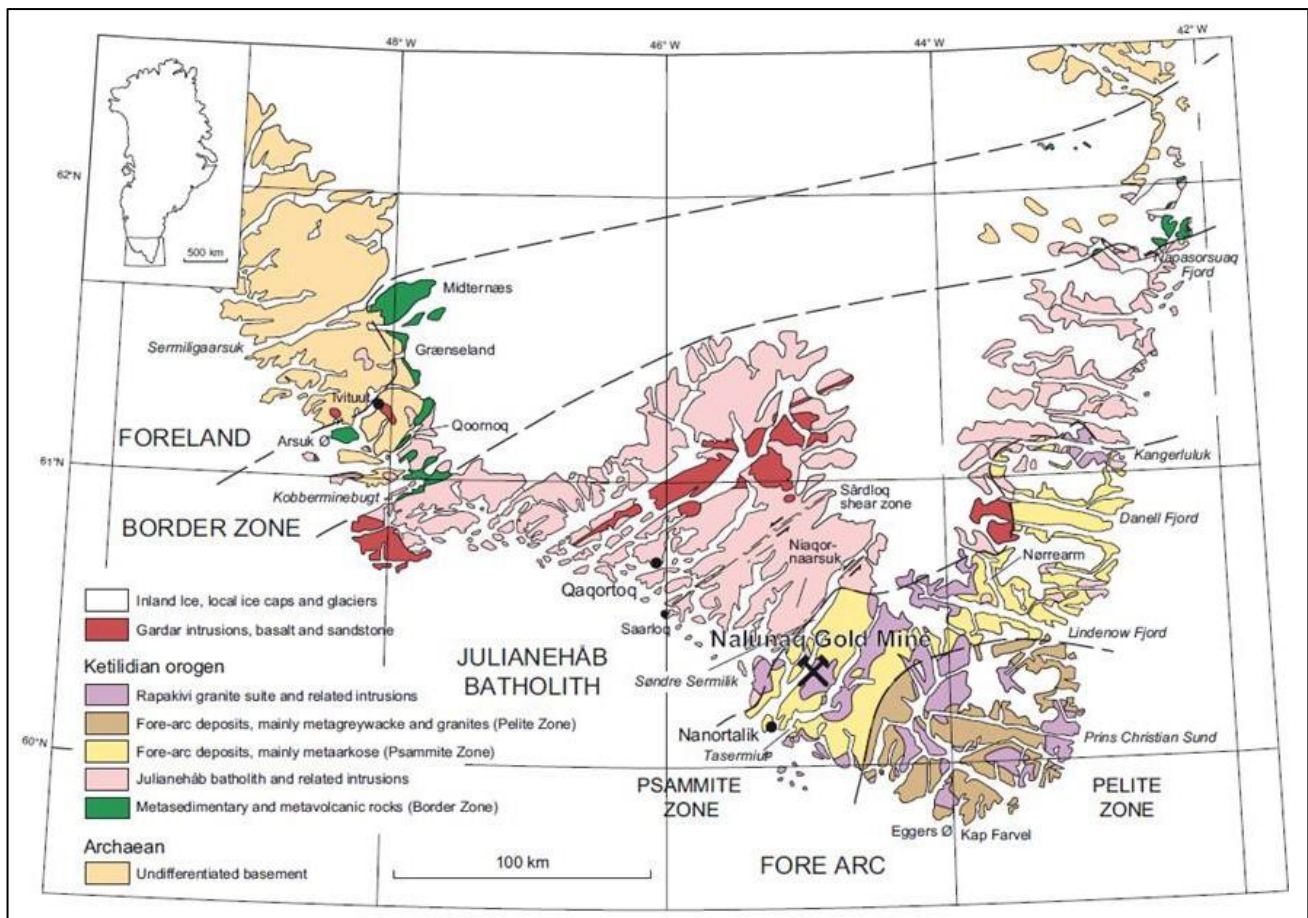 48° W
46° W
44° W
42° W
62°N
500 km
Midternæs
Napasorsuaq
Fjord
Sermiligaarsuk
Grænseland
Ivituut
FORELAND
Arsuk Ø
Qoornoq
61°N
Kangerluluk
Kobberminebugt
Sârdloq
shear zone
Danell Fjord
BORDER ZONE
Niaqor-
naarsuk
Nørrearm
Qaqortoq
Inland Ice, local ice caps and glaciers
Gardar intrusions, basalt and sandstone
Saarloq
Lindenow Fjord
Nalunaq Gold Mine
JULIANEHÅB
BATHOLITH
Ketilidian orogen
Søndre Sermilik
Rapakivi granite suite and related intrusions
Fore-arc deposits, mainly metagreywacke and granites (Pelite Zone)
Nanortalik
Prins Christian Sund
60°N
Fore-arc deposits, mainly metaarkose (Psammite Zone)
Tasermiut
Julianehåb batholith and related intrusions
PSAMMITE
ZONE
PELITE
ZONE
Metasedimentary and metavolcanic rocks (Border Zone)
Eggers Ø
Kap Farvel
Archaean
100 km
FORE ARC
Undifferentiated basement